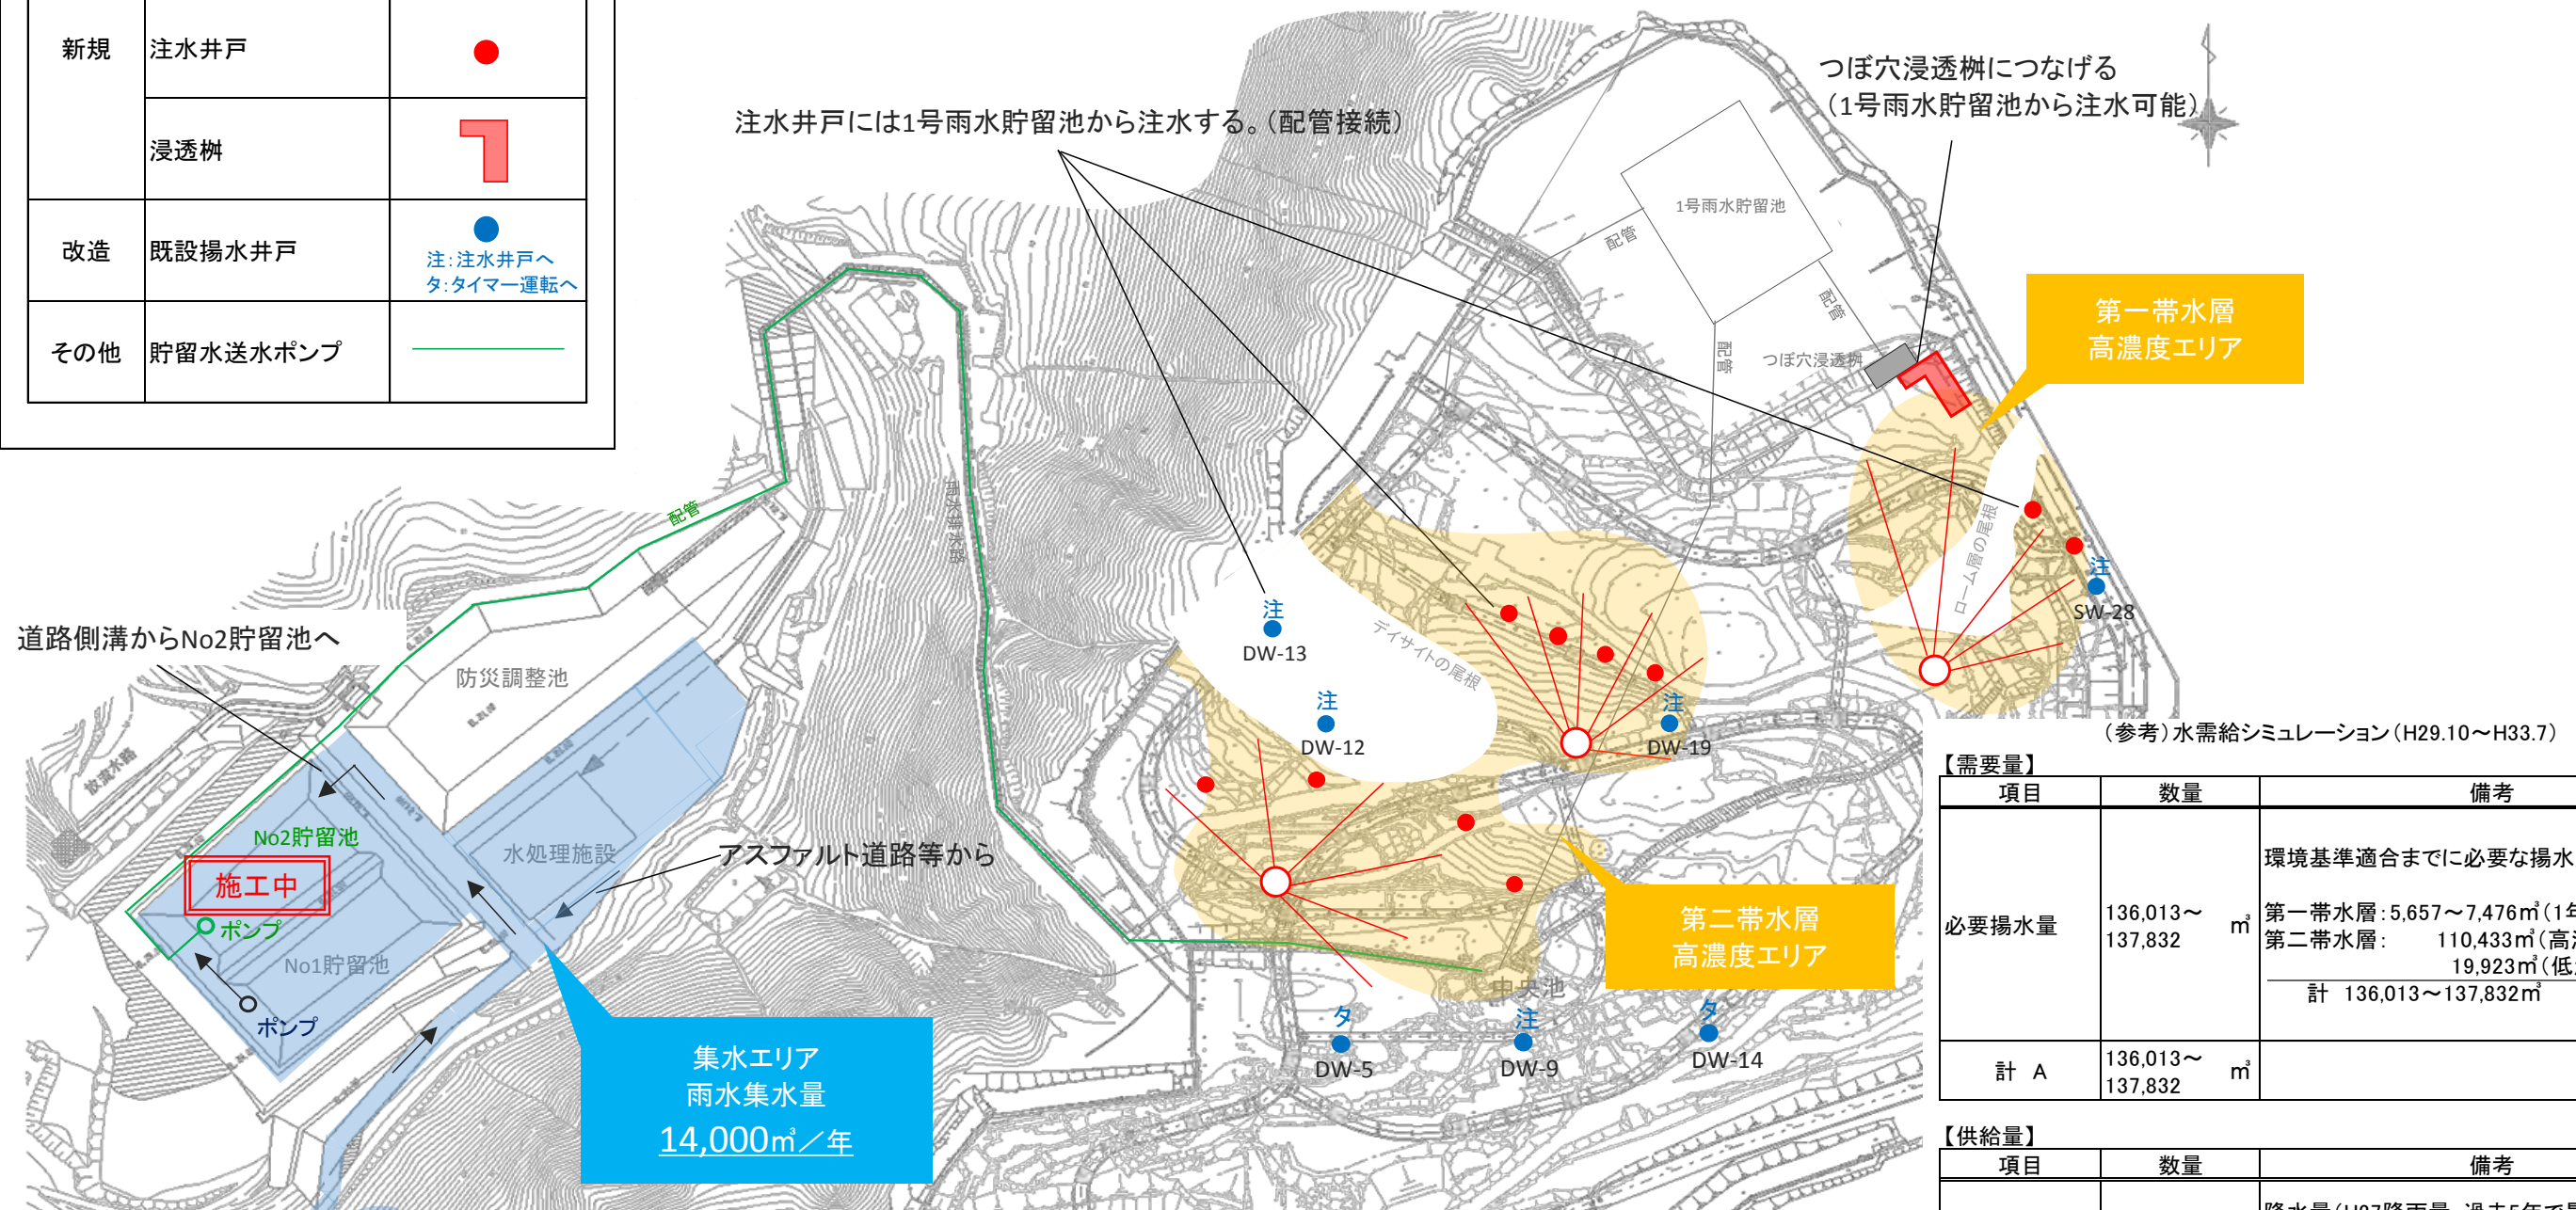 新規
注水井戸
浸透桝
改造
既設揚水井戸
注：注水井戸へ
タ：タイマー運転へ
その他
貯留水送水ポンプ
注水井戸には1号雨水貯留池から注水する。（配管接続）
つぼ穴浸透桝につなげる
（1号雨水貯留池から注水可能）
1号雨水貯留池
配管
配管
配管
つぼ穴浸透桝
第一帯水層
高濃度エリア
ローム層の尾根
注
SW-28
雨水排水路
配管
道路側溝からNo2貯留池へ
防災調整池
放流水路
No2貯留池
施工中
ポンプ
No1貯留池
ポンプ
水処理施設
アスファルト道路等から
集水エリア
雨水集水量
14,000㎥／年
注
DW-13
デイサイトの尾根
注
DW-12
注
DW-19
第二帯水層
高濃度エリア
中央池
タ
DW-5
注
DW-9
タ
DW-14
（参考）水需給シミュレーション（H29.10～H33.7）
【需要量】
項目 数量 備考
必要揚水量
136,013～
137,832 ㎥
環境基準適合までに必要な揚水
第一帯水層：5,657～7,476㎥（1年
第二帯水層： 110,433㎥（高
19,923㎥（低
計 136,013～137,832㎥
計 A
136,013～
137,832 ㎥
【供給量】
項目 数量 備考